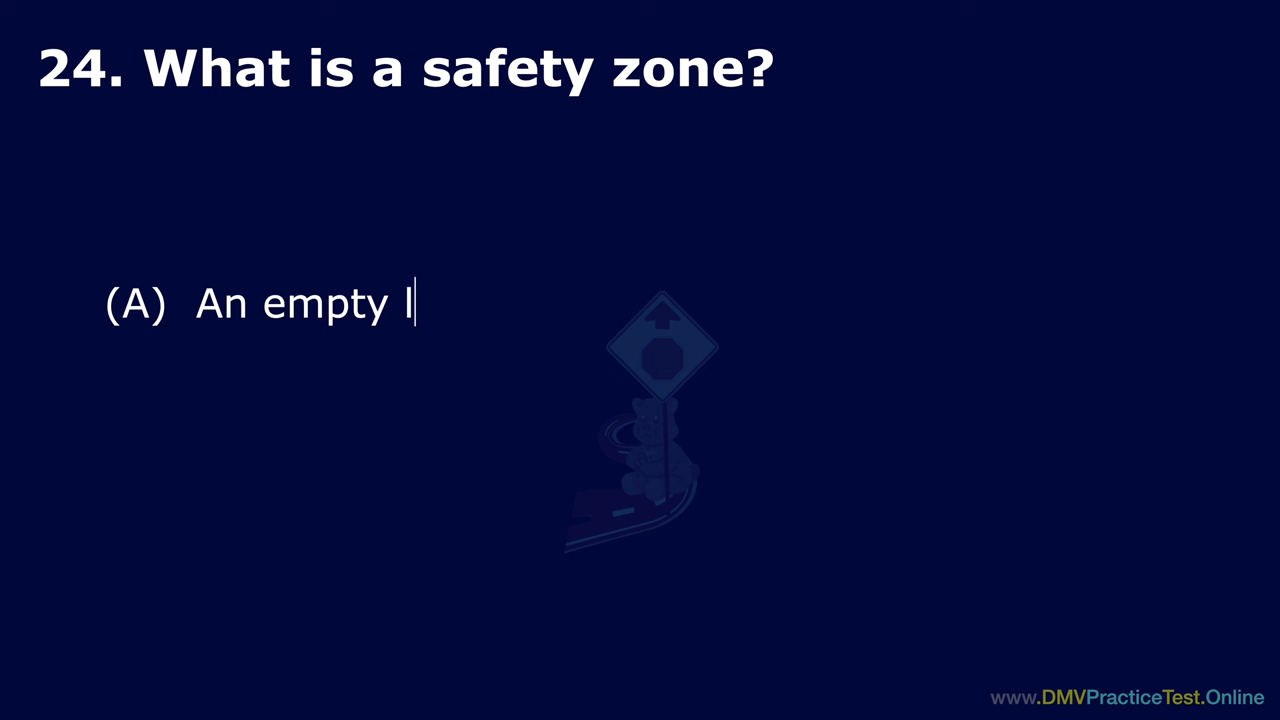 24. What is a safety zone?
(A) An empty l
www.DMVPracticeTest.Online